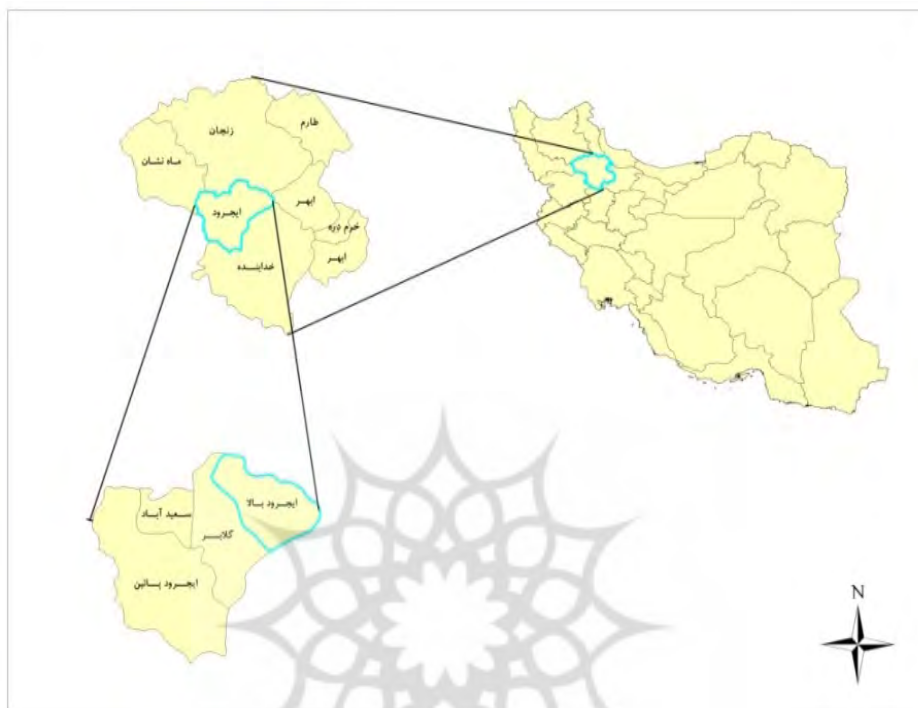 طارم
زنجان
ماه نشان
ابهر
ایجرود
خرم دره
ابهر
خدابنده
ایجرود بالا
سعید آباد
گلابر
ایجرود پائین
N